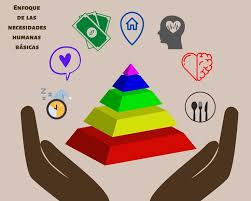 ENFOQUE
DE LAS
NECESIDADES
HUMANAS
BÁSICAS